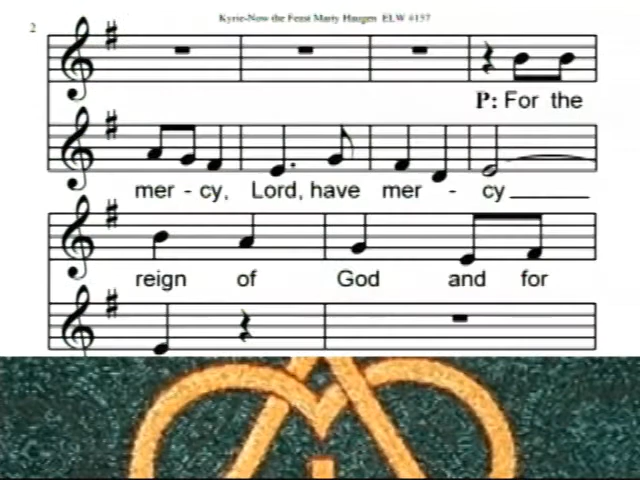 Kyrie-Now the Feast Marty Haugen ELW #157
2
P: For the
mer - cy, Lord, have mer - cy
reign of God and for